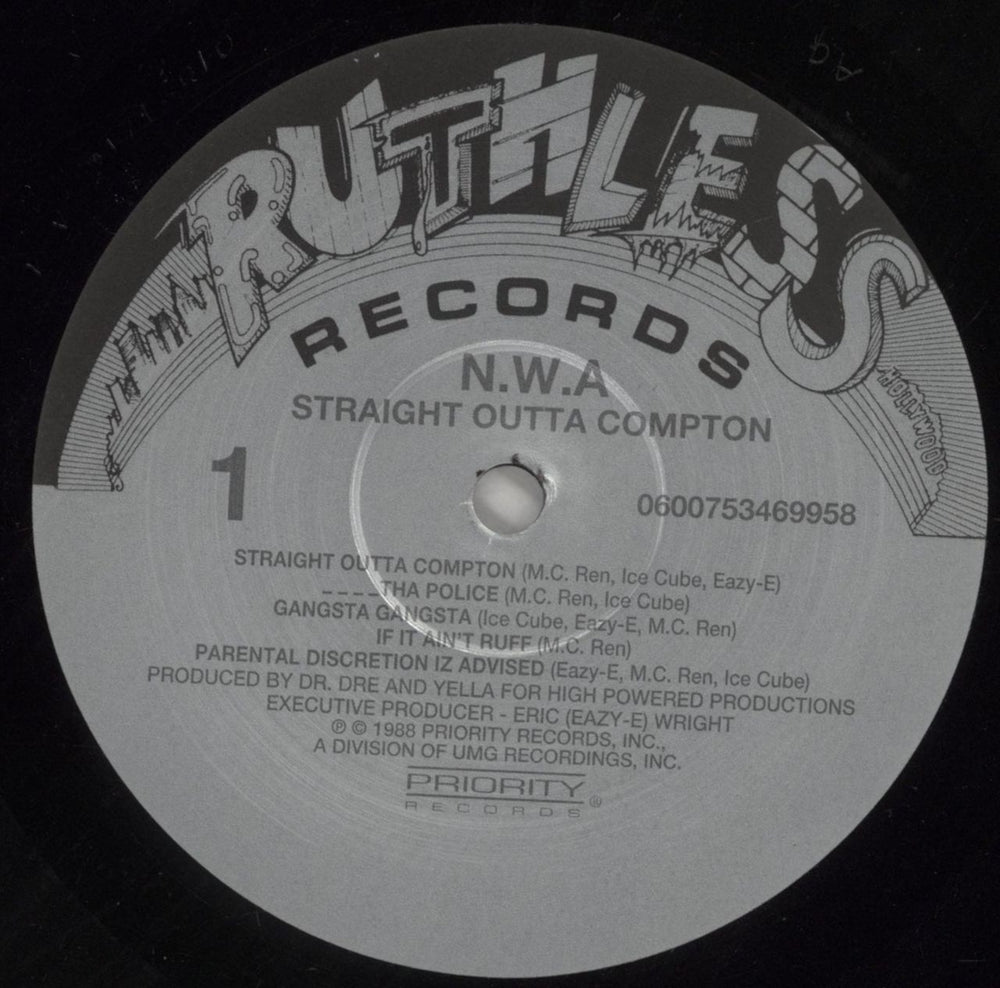 RUTHLESS
RECORDS
N.W.A
STRAIGHT OUTTA COMPTON
1
0600753469958
STRAIGHT OUTTA COMPTON (M.C. Ren, Ice Cube, Eazy-E)
____THA POLICE (M.C. Ren, Ice Cube)
GANGSTA GANGSTA (Ice Cube, Eazy-E, M.C. Ren)
IF IT AIN'T RUFF (M.C. Ren)
PARENTAL DISCRETION IZ ADVISED (Eazy-E, M.C. Ren, Ice Cube)
PRODUCED BY DR. DRE AND YELLA FOR HIGH POWERED PRODUCTIONS
EXECUTIVE PRODUCER - ERIC (EAZY-E) WRIGHT
℗ © 1988 PRIORITY RECORDS, INC.,
A DIVISION OF UMG RECORDINGS, INC.
PRIORITY
RECORDS ®